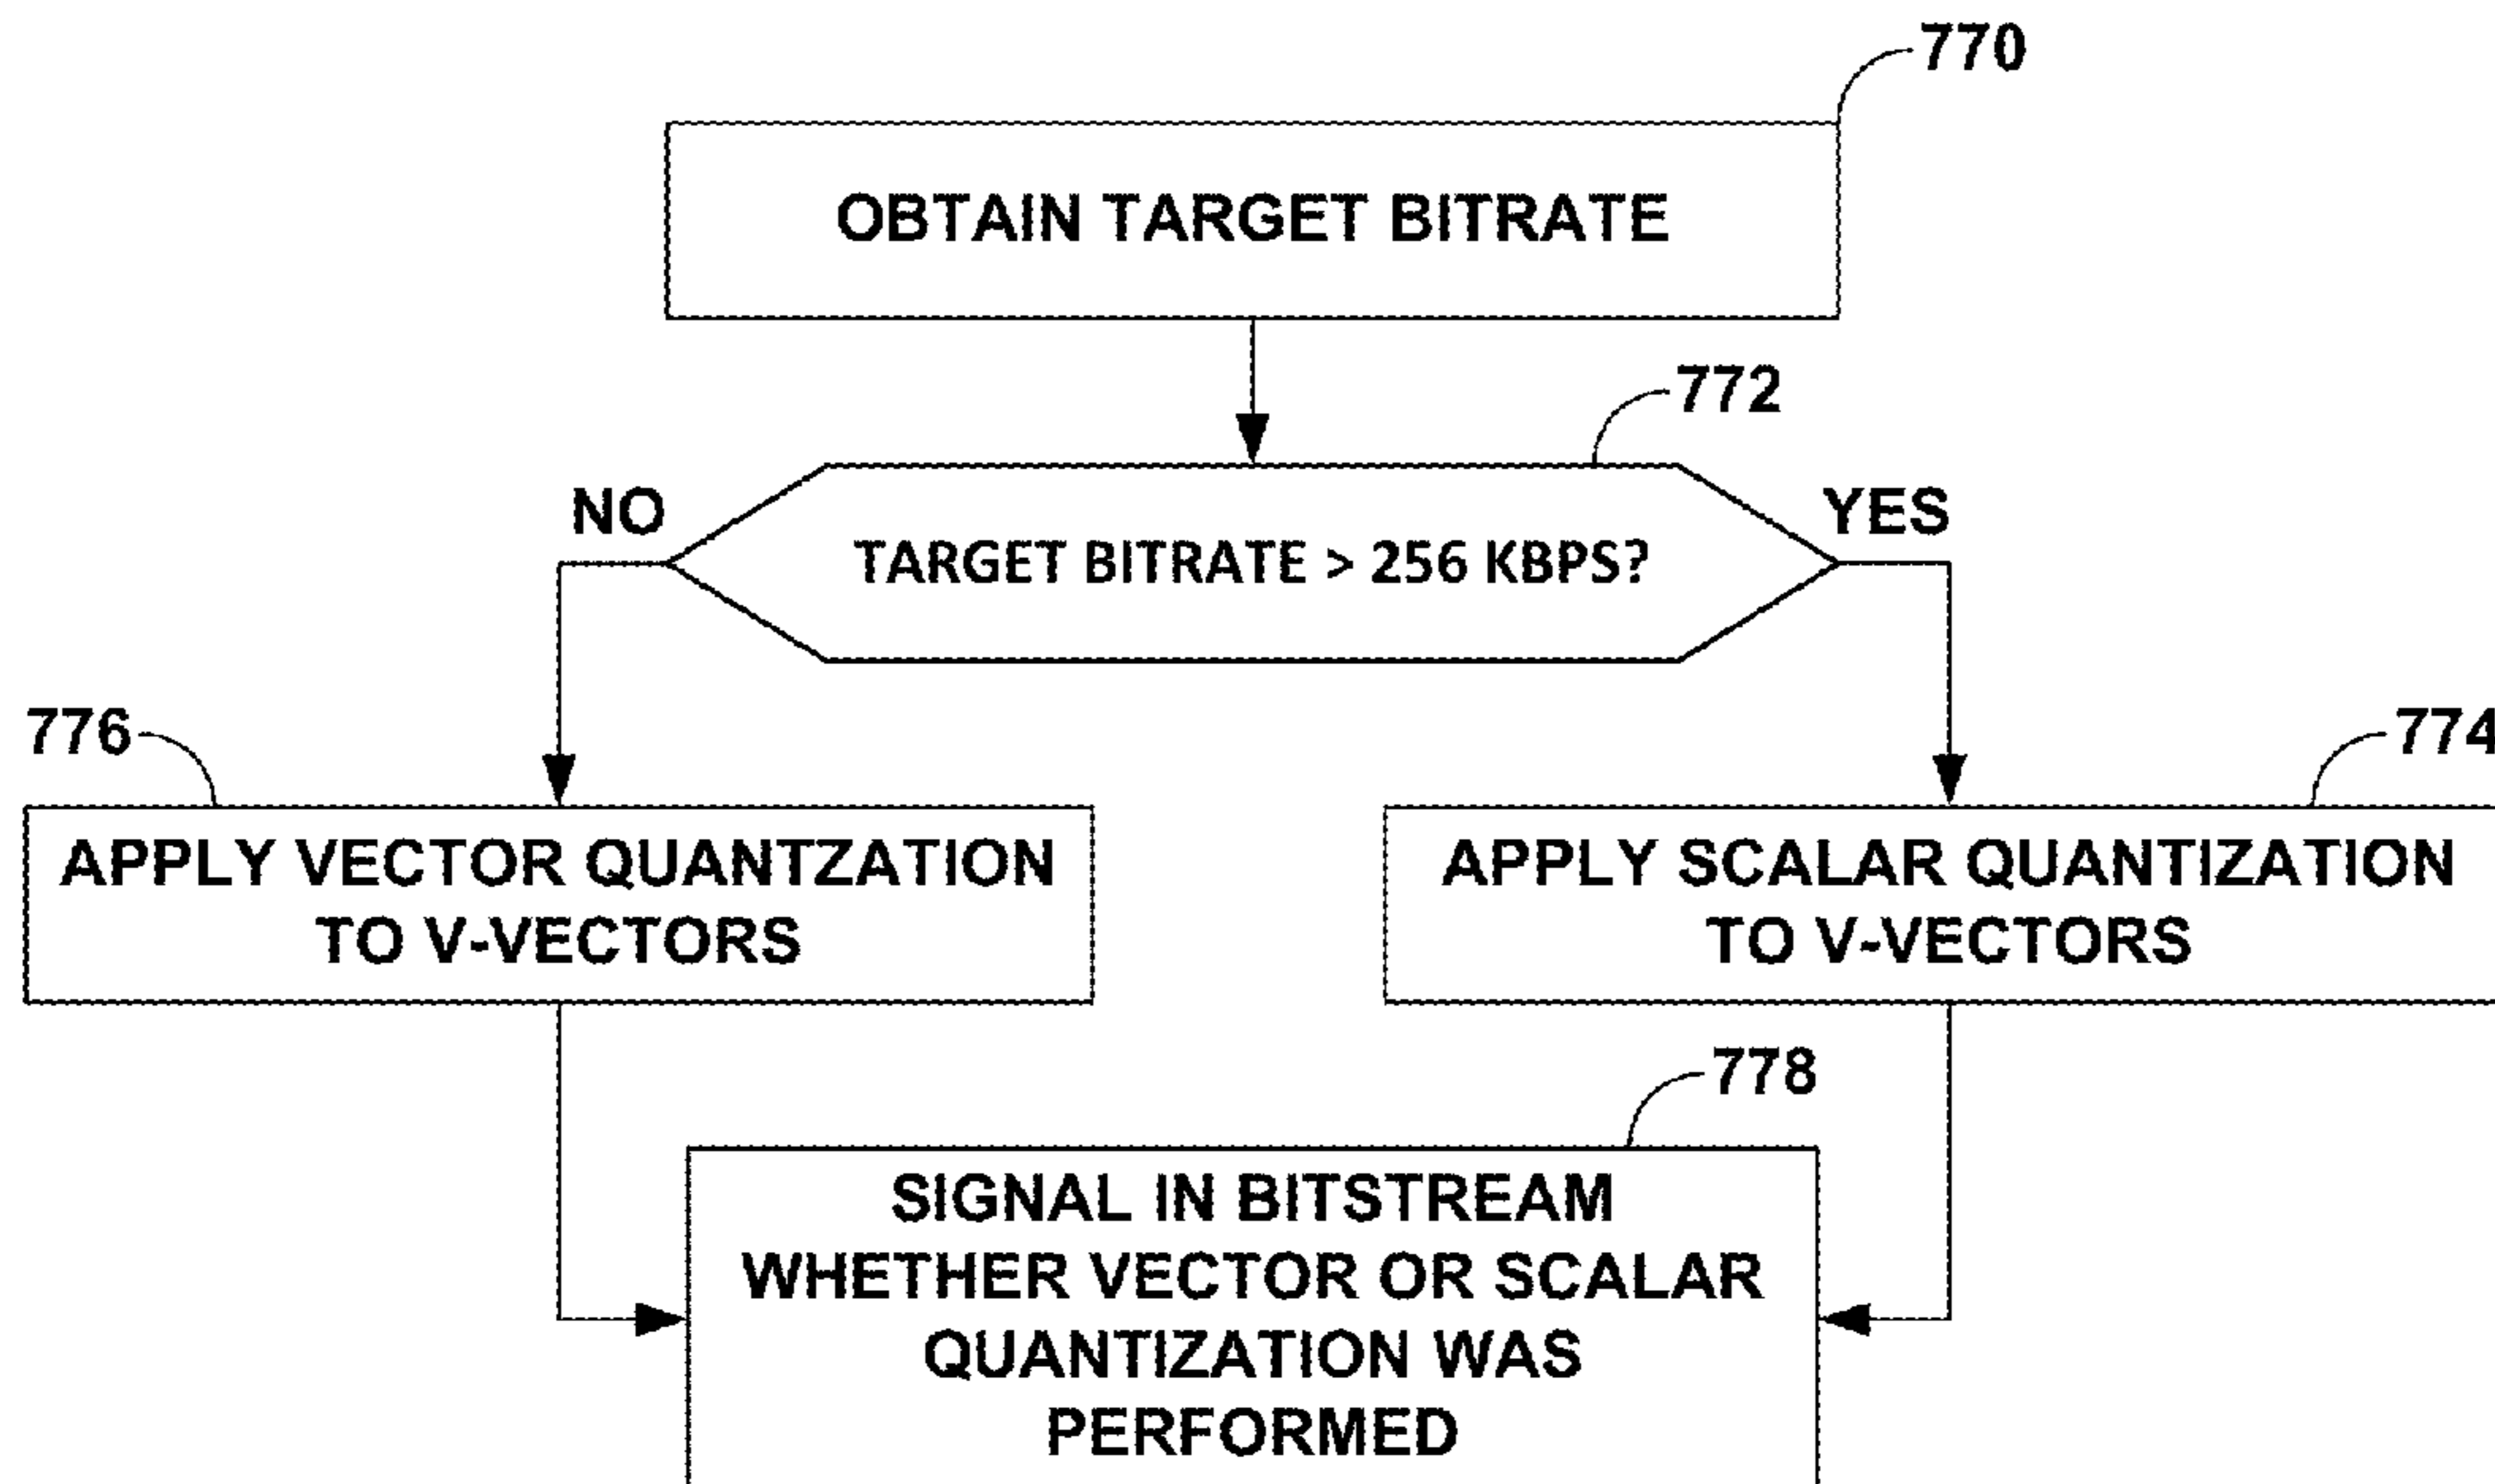 770
OBTAIN TARGET BITRATE
772
NO
YES
TARGET BITRATE > 256 KBPS?
776
774
APPLY VECTOR QUANTZATION
TO V-VECTORS
APPLY SCALAR QUANTIZATION
TO V-VECTORS
778
SIGNAL IN BITSTREAM
WHETHER VECTOR OR SCALAR
QUANTIZATION WAS
PERFORMED